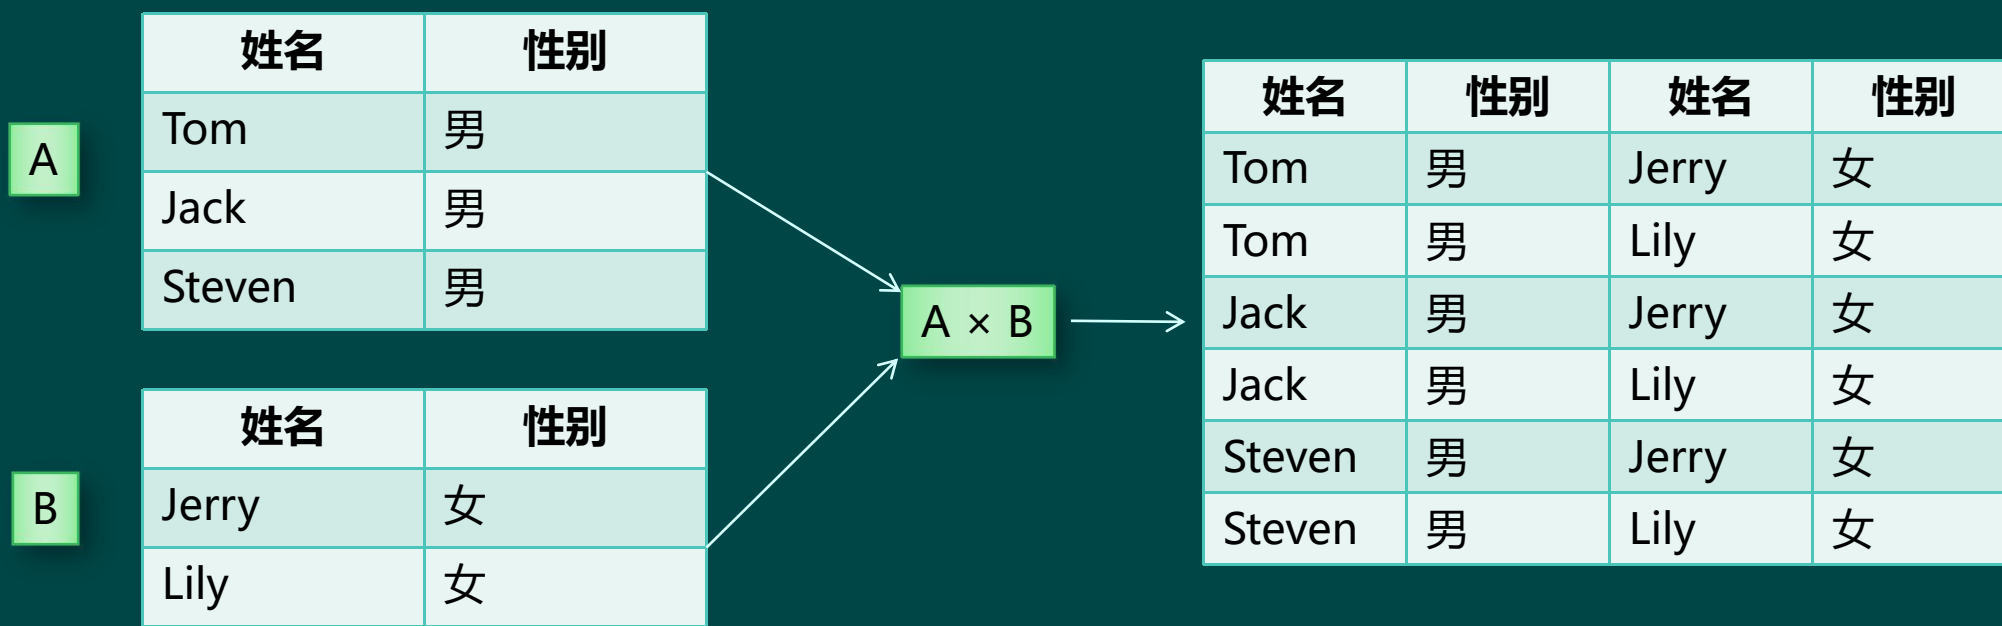 A
姓名 性别
Tom 男
Jack 男
Steven 男
B
姓名 性别
Jerry 女
Lily 女
A × B
姓名 性别 姓名 性别
Tom 男 Jerry 女
Tom 男 Lily 女
Jack 男 Jerry 女
Jack 男 Lily 女
Steven 男 Jerry 女
Steven 男 Lily 女